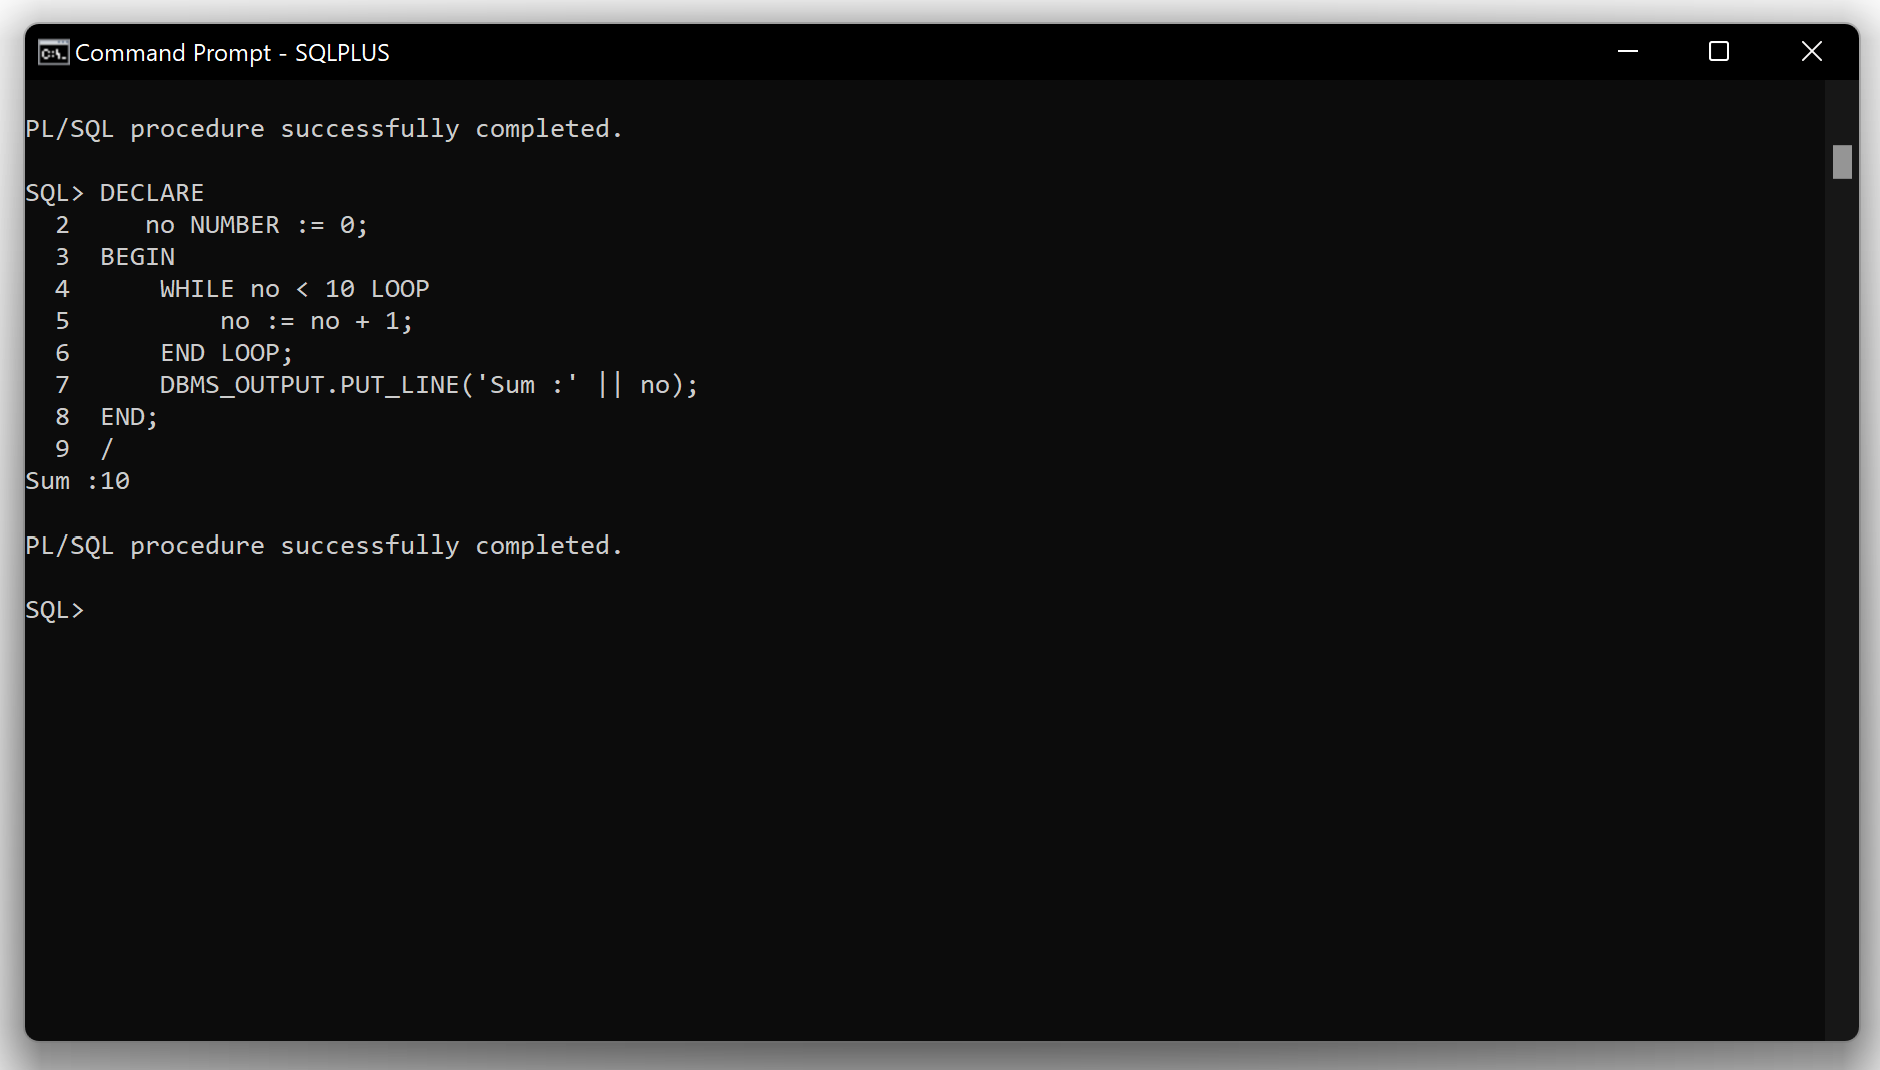 Command Prompt - SQLPLUS
PL/SQL procedure successfully completed.
SQL> DECLARE
  2     no NUMBER := 0;
  3  BEGIN
  4      WHILE no < 10 LOOP
  5          no := no + 1;
  6      END LOOP;
  7      DBMS_OUTPUT.PUT_LINE('Sum :' || no);
  8  END;
  9  /
Sum :10
PL/SQL procedure successfully completed.
SQL>